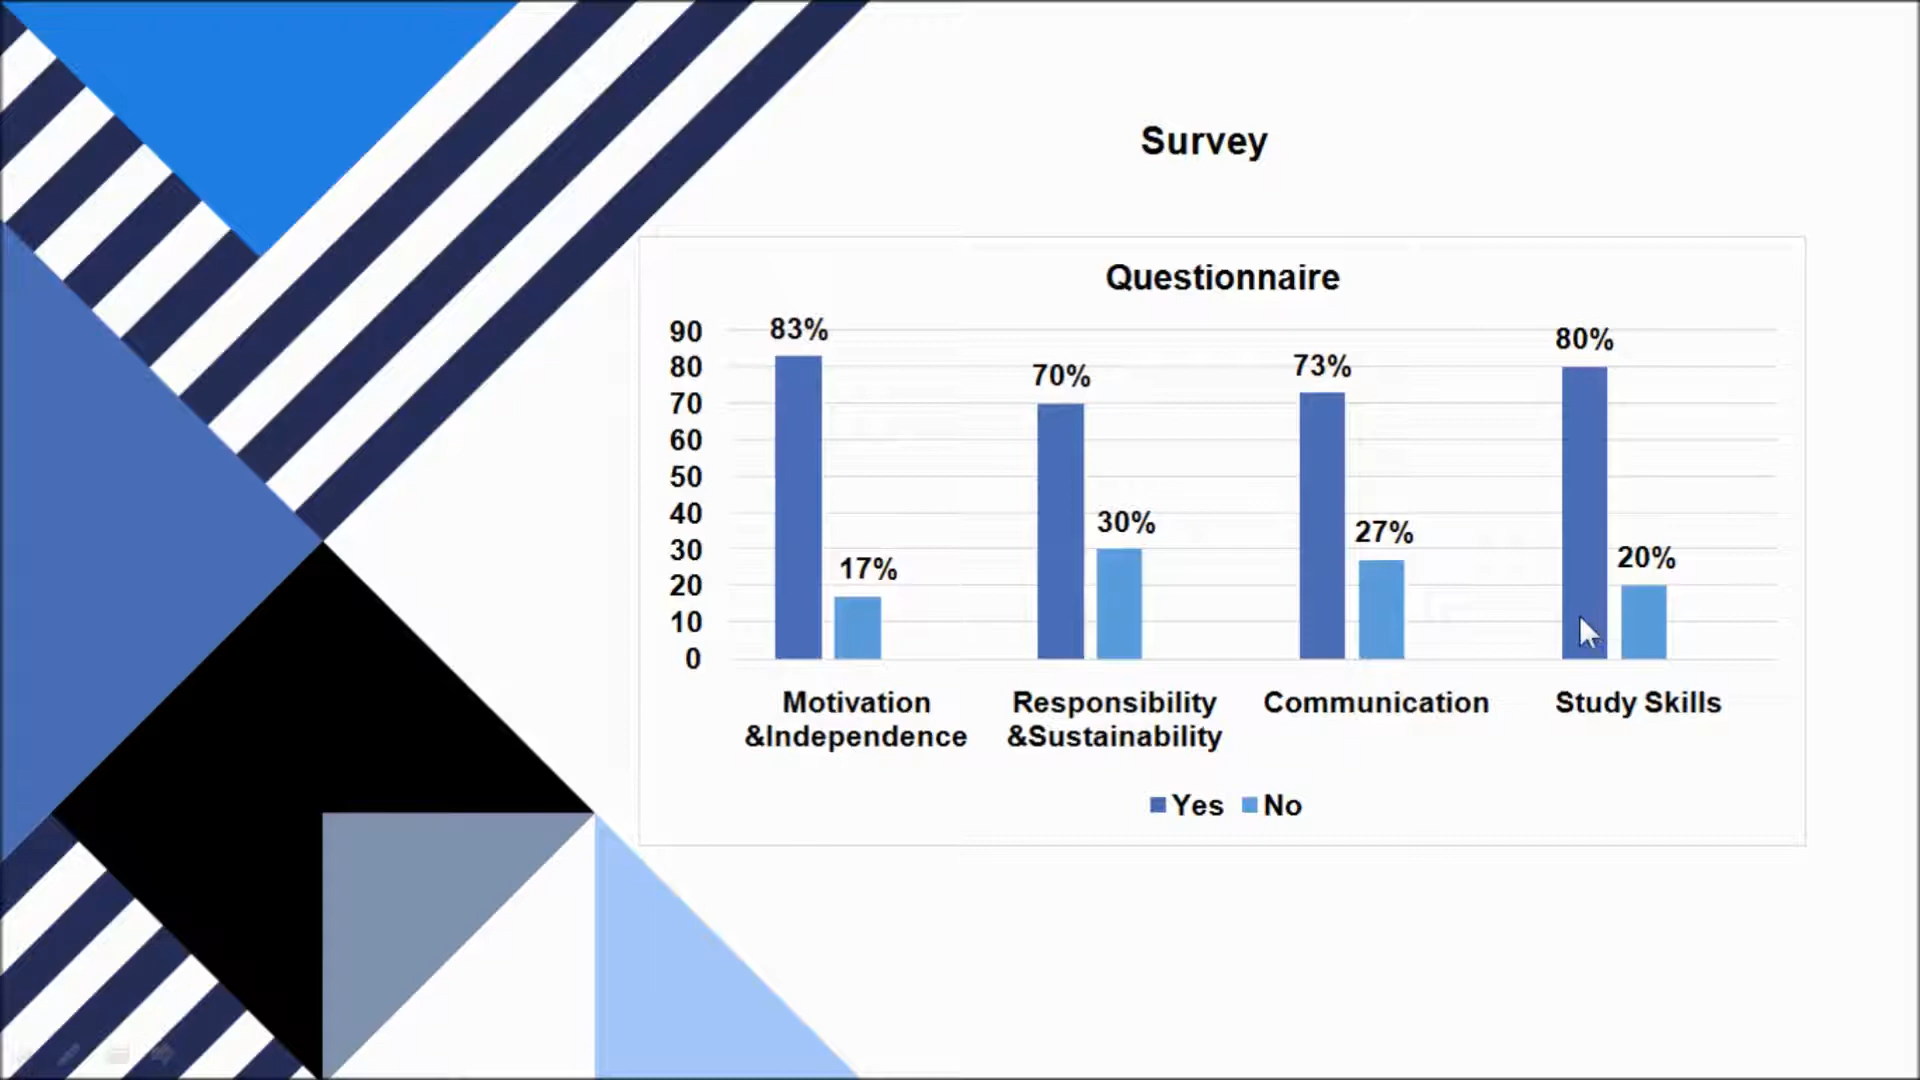 Survey
Questionnaire
90
80
70
60
50
40
30
20
10
0
83%
17%
70%
30%
73%
27%
80%
20%
Motivation
&Independence
Responsibility
&Sustainability
Communication
Study Skills
Yes No